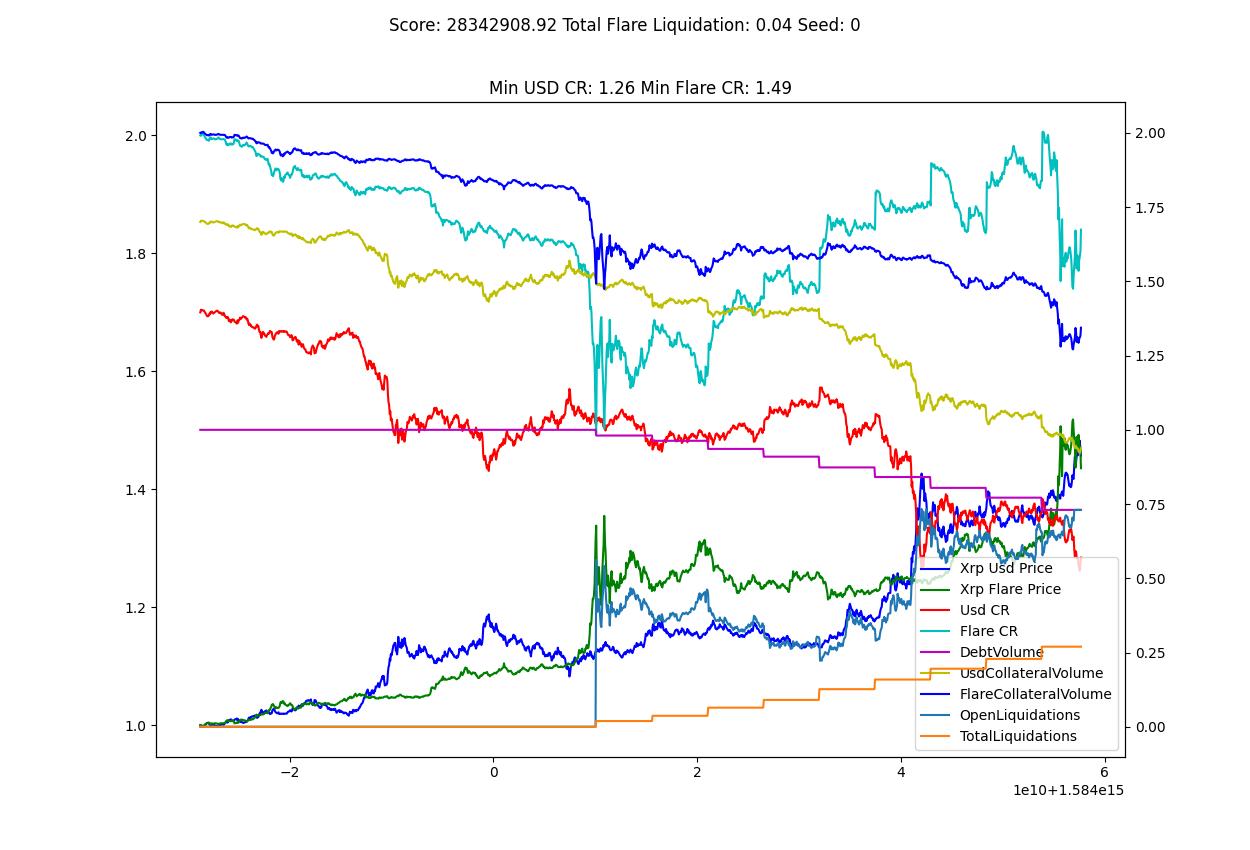 Score: 28342908.92 Total Flare Liquidation: 0.04 Seed: 0
Min USD CR: 1.26 Min Flare CR: 1.49
2.0
1.8
1.6
1.4
1.2
1.0
2.00
1.75
1.50
1.25
1.00
0.75
0.50
0.25
0.00
Xrp Usd Price
Xrp Flare Price
Usd CR
Flare CR
DebtVolume
UsdCollateralVolume
FlareCollateralVolume
OpenLiquidations
TotalLiquidations
−2 0 2 4 6
1e10+1.584e15